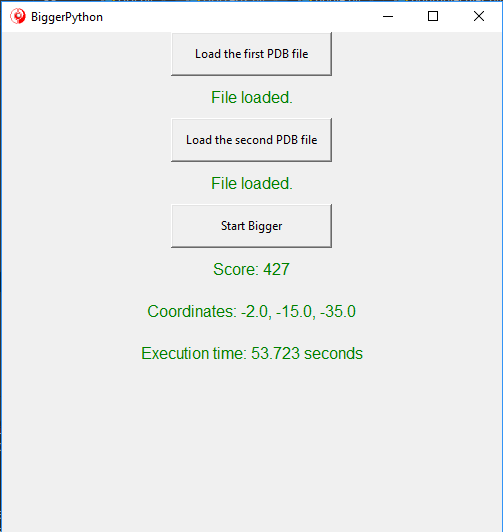 BiggerPython
Load the first PDB file
File loaded.
Load the second PDB file
File loaded.
Start Bigger
Score: 427
Coordinates: -2.0, -15.0, -35.0
Execution time: 53.723 seconds